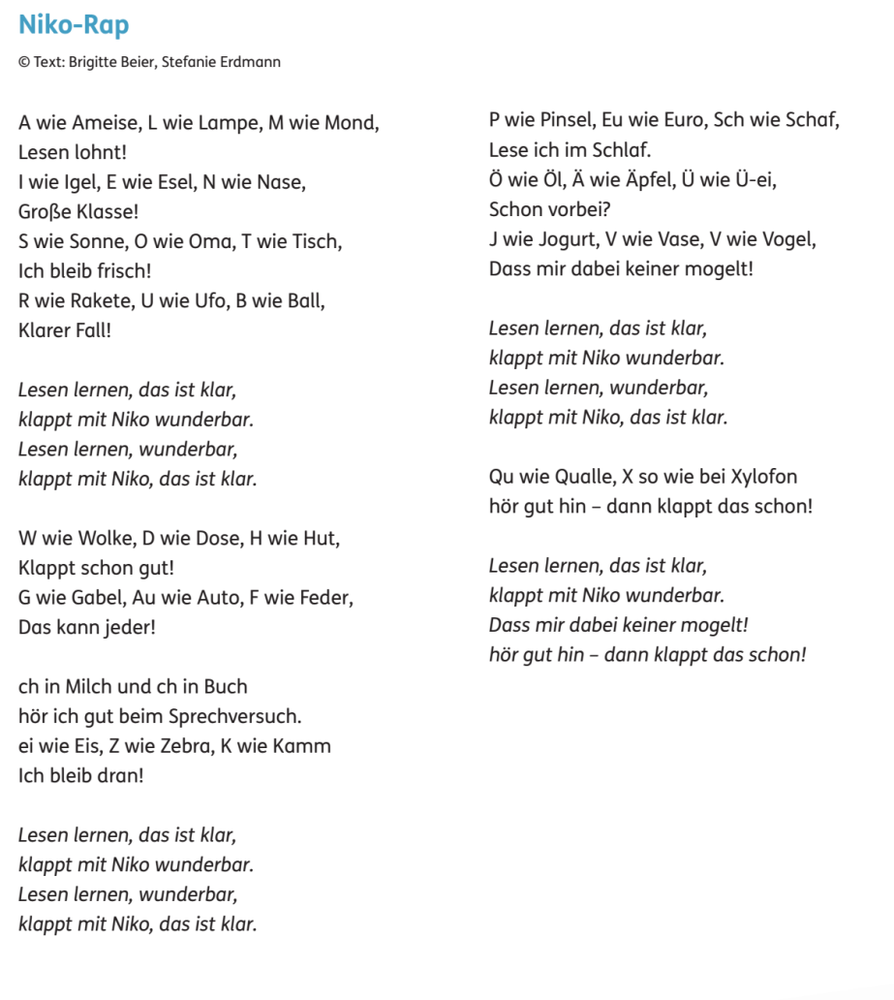 Niko-Rap
© Text: Brigitte Beier, Stefanie Erdmann
A wie Ameise, L wie Lampe, M wie Mond,
Lesen lohnt!
I wie Igel, E wie Esel, N wie Nase,
Große Klasse!
S wie Sonne, O wie Oma, T wie Tisch,
Ich bleib frisch!
R wie Rakete, U wie Ufo, B wie Ball,
Klarer Fall!
Lesen lernen, das ist klar,
klappt mit Niko wunderbar.
Lesen lernen, wunderbar,
klappt mit Niko, das ist klar.
W wie Wolke, D wie Dose, H wie Hut,
Klappt schon gut!
G wie Gabel, Au wie Auto, F wie Feder,
Das kann jeder!
ch in Milch und ch in Buch
hör ich gut beim Sprechversuch.
ei wie Eis, Z wie Zebra, K wie Kamm
Ich bleib dran!
Lesen lernen, das ist klar,
klappt mit Niko wunderbar.
Lesen lernen, wunderbar,
klappt mit Niko, das ist klar.
P wie Pinsel, Eu wie Euro, Sch wie Schaf,
Lese ich im Schlaf.
Ö wie Öl, Ä wie Äpfel, Ü wie Ü-ei,
Schon vorbei?
J wie Jogurt, V wie Vase, V wie Vogel,
Dass mir dabei keiner mogelt!
Lesen lernen, das ist klar,
klappt mit Niko wunderbar.
Lesen lernen, wunderbar,
klappt mit Niko, das ist klar.
Qu wie Qualle, X so wie bei Xylofon
hör gut hin – dann klappt das schon!
Lesen lernen, das ist klar,
klappt mit Niko wunderbar.
Dass mir dabei keiner mogelt!
hör gut hin – dann klappt das schon!